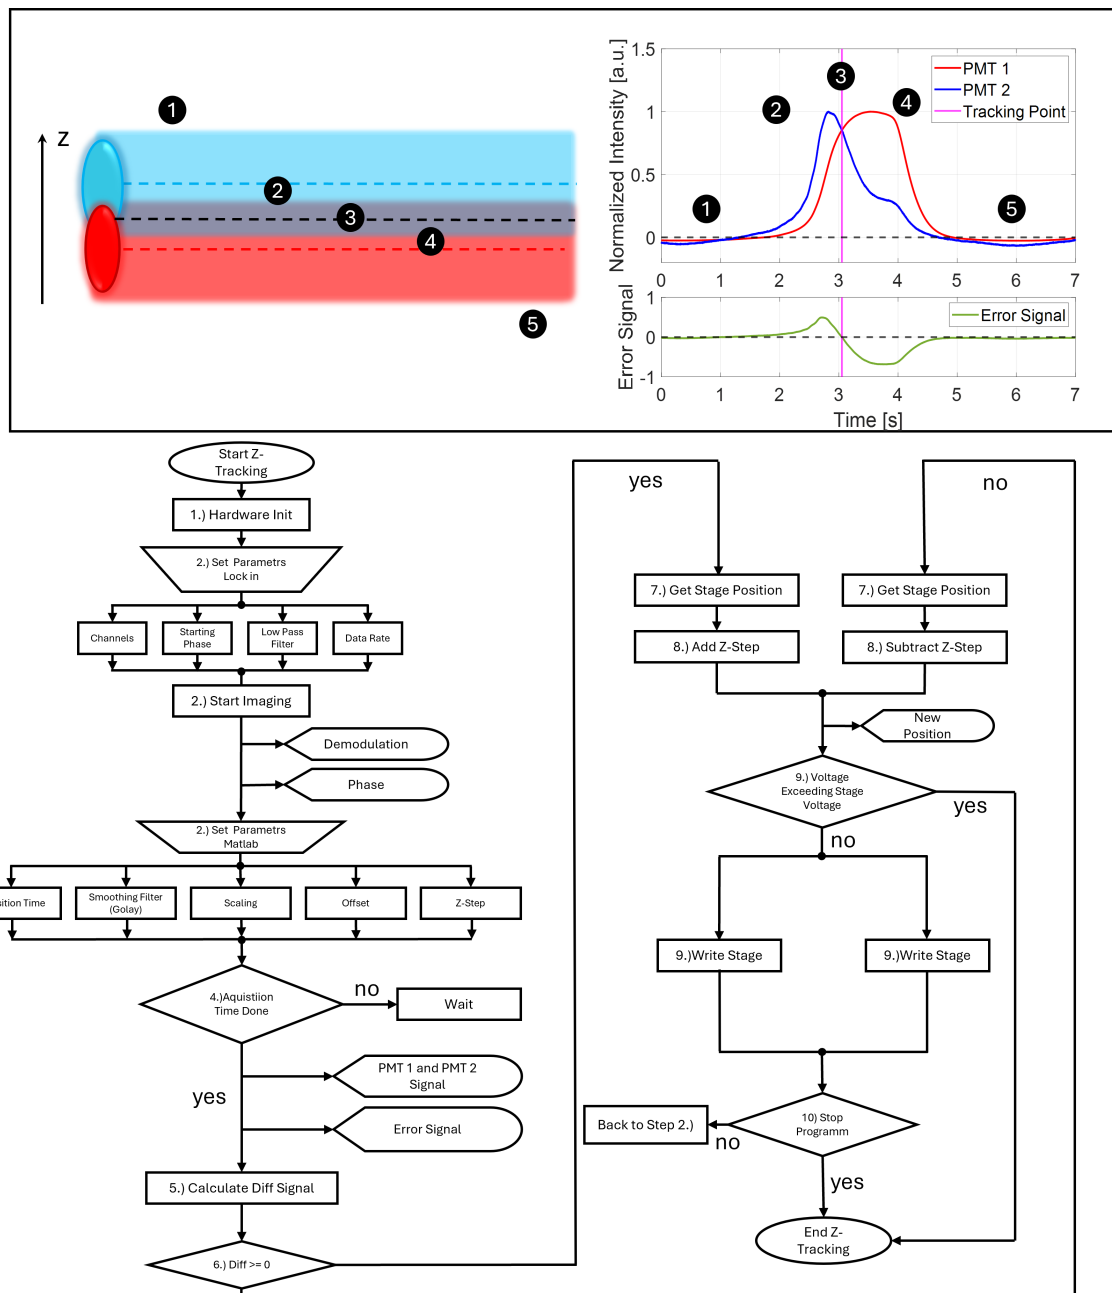 z
1
2
3
4
5
Normalized Intensity [a.u.]
1.5
1
0.5
0
PMT 1
PMT 2
Tracking Point
1
2
3
4
5
0 1 2 3 4 5 6 7
Error Signal
1
0
-1
Error Signal
0 1 2 3 4 5 6 7
Time [s]
Start Z-
Tracking
1.) Hardware Init
2.) Set Parametrs
Lock in
Channels
Starting
Phase
Low Pass
Filter
Data Rate
2.) Start Imaging
Demodulation
Phase
2.) Set Parametrs
Matlab
sition Time
Smoothing Filter
(Golay)
Scaling
Offset
Z-Step
4.)Aquistiion
Time Done
no
Wait
yes
PMT 1 and PMT 2
Signal
Error Signal
5.) Calculate Diff Signal
6.) Diff >= 0
yes
no
7.) Get Stage Position
7.) Get Stage Position
8.) Add Z-Step
8.) Subtract Z-Step
New
Position
9.) Voltage
Exceeding Stage
Voltage
yes
no
9.)Write Stage
9.)Write Stage
10) Stop
Programm
Back to Step 2.)
no
yes
End Z-
Tracking